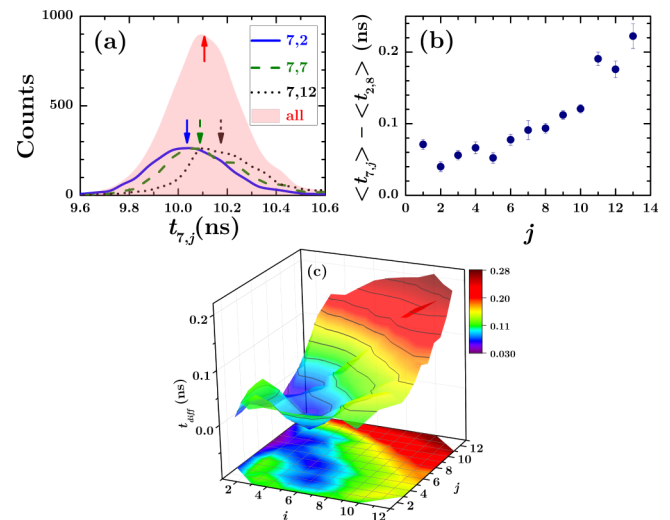 1000
(a)
7,2
7,7
7,12
all
500
0
Counts
9.6 9.8 10.0 10.2 10.4 10.6
t7,j(ns)
(b)
0.2
0.1
0.0
<t7,j> − <t2,8> (ns)
0 2 4 6 8 10 12 14
j
(c)
0.28
0.20
0.11
0.030
0.2
0.1
0.0
tdiff (ns)
2 4 6 8 10 12
i
2 4 6 8 10 12
j